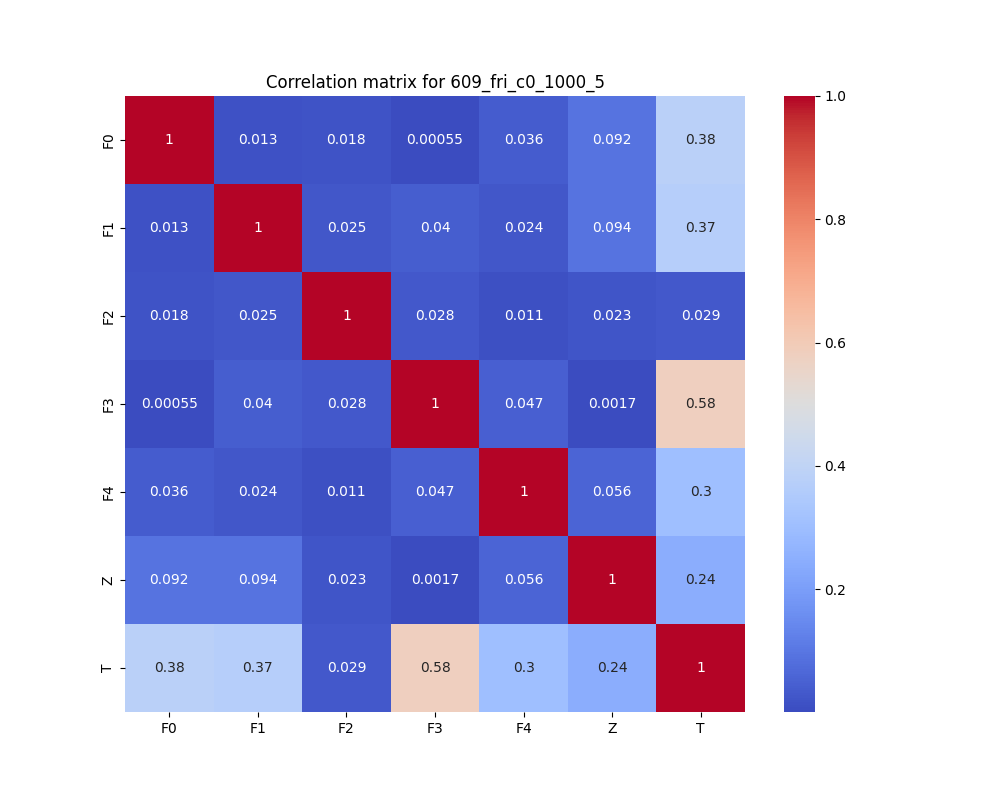 Correlation matrix for 609_fri_c0_1000_5
F0 1 0.013 0.018 0.00055 0.036 0.092 0.38
F1 0.013 1 0.025 0.04 0.024 0.094 0.37
F2 0.018 0.025 1 0.028 0.011 0.023 0.029
F3 0.00055 0.04 0.028 1 0.047 0.0017 0.58
F4 0.036 0.024 0.011 0.047 1 0.056 0.3
Z 0.092 0.094 0.023 0.0017 0.056 1 0.24
T 0.38 0.37 0.029 0.58 0.3 0.24 1
F0 F1 F2 F3 F4 Z T
1.0
0.8
0.6
0.4
0.2